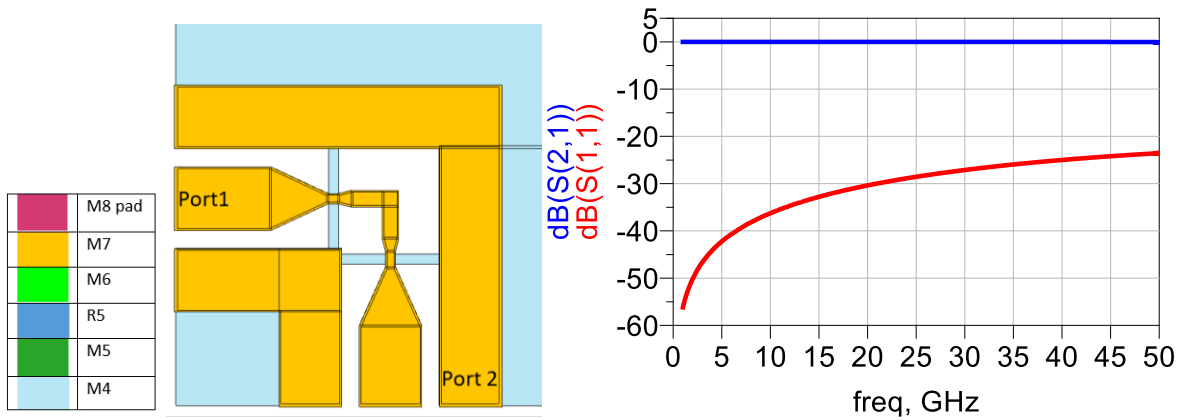 M8 pad
M7
M6
R5
M5
M4
Port1
Port 2
dB(S(2,1))
dB(S(1,1))
5
0
-10
-20
-30
-40
-50
-60
0 5 10 15 20 25 30 35 40 45 50
freq, GHz